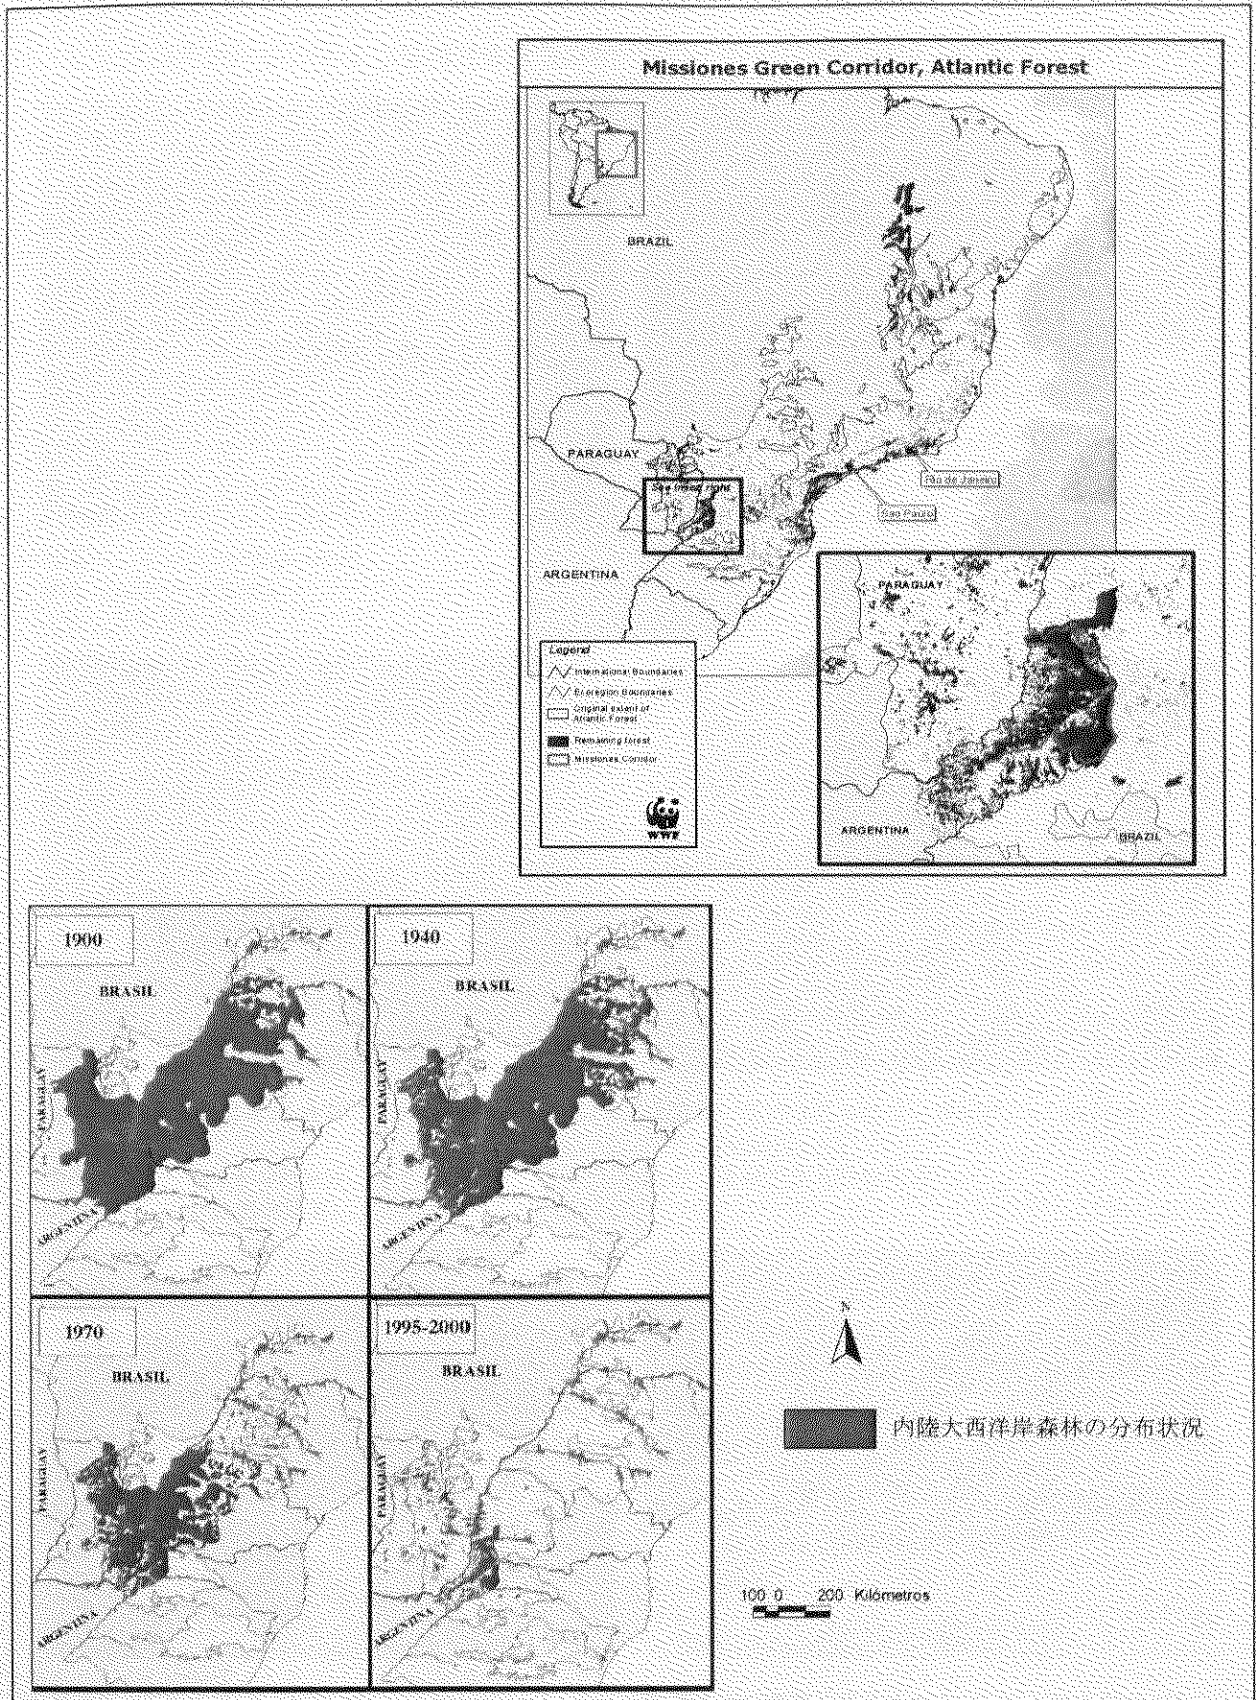 Missiones Green Corridor, Atlantic Forest
BRAZIL
PARAGUAY
See Inset right
Rio de Janeiro
Sao Paulo
ARGENTINA
Legend
International Boundaries
Ecoregion Boundaries
Original extent of
Atlantic Forest
Remaining forest
Missiones Corridor
WWF
PARAGUAY
ARGENTINA
BRAZIL
1900
BRASIL
PARAGUAY
ARGENTINA
1940
BRASIL
PARAGUAY
ARGENTINA
1970
BRASIL
PARAGUAY
ARGENTINA
1995-2000
BRASIL
PARAGUAY
ARGENTINA
N
内陸大西洋岸森林の分布状況
100 0 200 Kilómetros